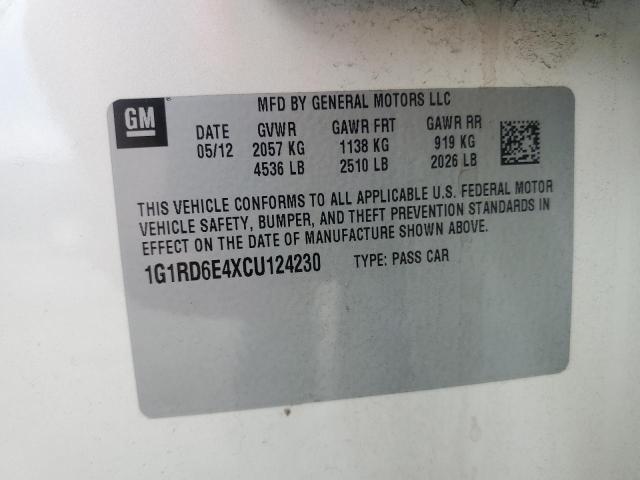 GM
MFD BY GENERAL MOTORS LLC
DATE GVWR GAWR FRT GAWR RR
05/12 2057 KG 1138 KG 919 KG
4536 LB 2510 LB 2026 LB
THIS VEHICLE CONFORMS TO ALL APPLICABLE U.S. FEDERAL MOTOR
VEHICLE SAFETY, BUMPER, AND THEFT PREVENTION STANDARDS IN
EFFECT ON THE DATE OF MANUFACTURE SHOWN ABOVE.
1G1RD6E4XCU124230 TYPE: PASS CAR